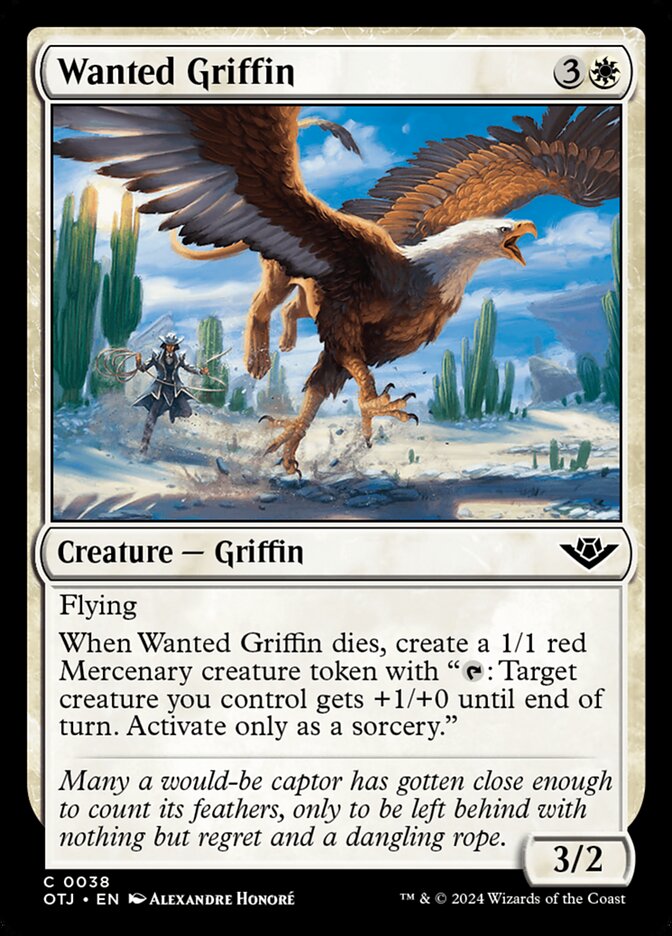 Wanted Griffin 3
Creature — Griffin
Flying
When Wanted Griffin dies, create a 1/1 red
Mercenary creature token with “: Target
creature you control gets +1/+0 until end of
turn. Activate only as a sorcery.”
Many a would-be captor has gotten close enough
to count its feathers, only to be left behind with
nothing but regret and a dangling rope.
3/2
C 0038
OTJ • EN Alexandre Honoré
™ & © 2024 Wizards of the Coast